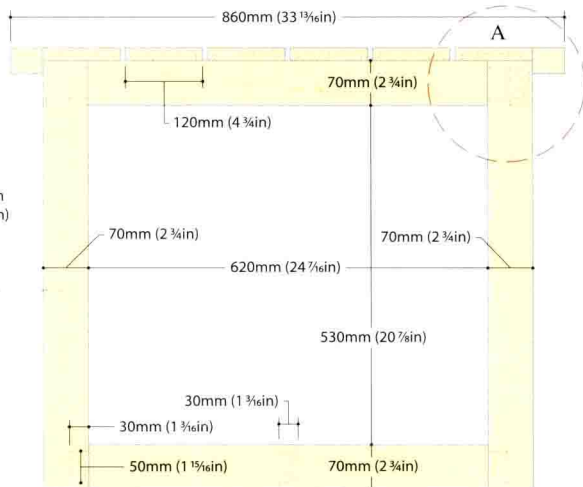 860mm (33 ¹³⁄₁₆in)
A
70mm (2 ¾in)
120mm (4 ¾in)
n)
70mm (2 ¾in)
70mm (2 ¾in)
620mm (24 ⁷⁄₁₆in)
530mm (20 ⅞in)
30mm (1 ³⁄₁₆in)
30mm (1 ³⁄₁₆in)
50mm (1 ¹⁵⁄₁₆in)
70mm (2 ¾in)